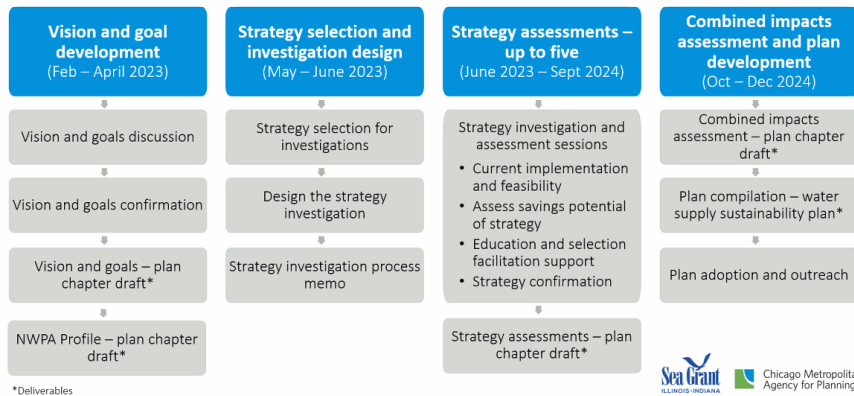 Vision and goal
development
(Feb – April 2023)
Vision and goals discussion
Vision and goals confirmation
Vision and goals – plan
chapter draft*
NWPA Profile – plan chapter
draft*
Strategy selection and
investigation design
(May – June 2023)
Strategy selection for
investigations
Design the strategy
investigation
Strategy investigation process
memo
Strategy assessments –
up to five
(June 2023 – Sept 2024)
Strategy investigation and
assessment sessions
• Current implementation
and feasibility
• Assess savings potential
of strategy
• Education and selection
facilitation support
• Strategy confirmation
Strategy assessments – plan
chapter draft*
Combined impacts
assessment and plan
development
(Oct – Dec 2024)
Combined impacts
assessment – plan chapter
draft*
Plan compilation – water
supply sustainability plan*
Plan adoption and outreach
*Deliverables
Sea Grant
ILLINOIS-INDIANA
Chicago Metropolita
Agency for Planning